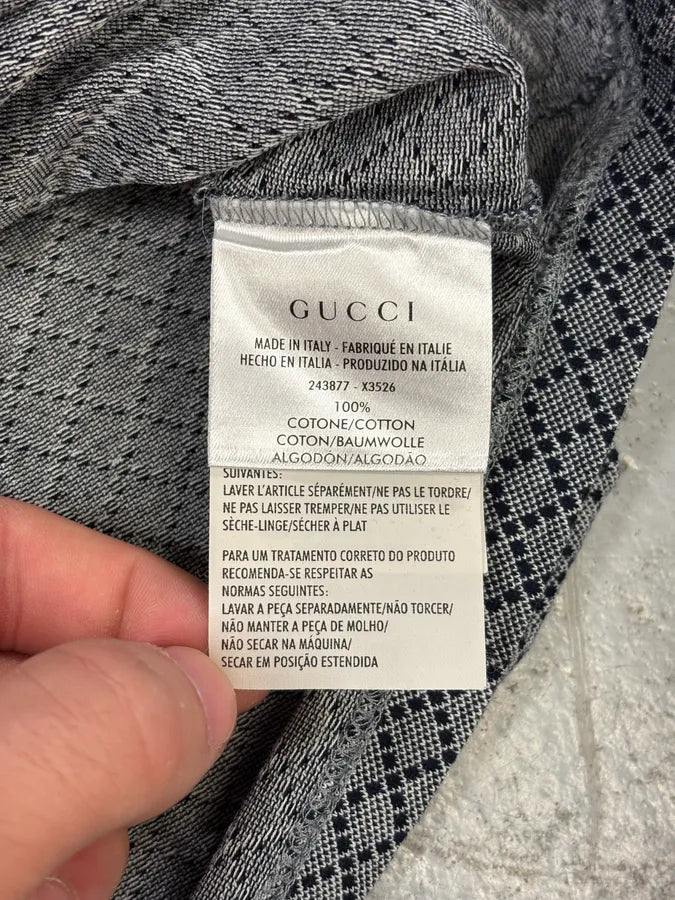 GUCCI
MADE IN ITALY - FABRIQUÉ EN ITALIE
HECHO EN ITALIA - PRODUZIDO NA ITÁLIA
243877 - X3526
100%
COTONE/COTTON
COTON/BAUMWOLLE
ALGODÓN/ALGODÃO
SUIVANTES:
LAVER L'ARTICLE SÉPARÉMENT/NE PAS LE TORDRE/
NE PAS LAISSER TREMPER/NE PAS UTILISER LE
SÈCHE-LINGE/SÉCHER À PLAT
PARA UM TRATAMENTO CORRETO DO PRODUTO
RECOMENDA-SE RESPEITAR AS
NORMAS SEGUINTES:
LAVAR A PEÇA SEPARADAMENTE/NÃO TORCER/
NÃO MANTER A PEÇA DE MOLHO/
NÃO SECAR NA MÁQUINA/
SECAR EM POSIÇÃO ESTENDIDA